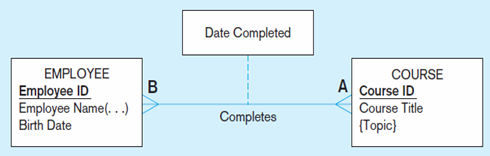 Date Completed
EMPLOYEE
Employee ID
Employee Name(. . .)
Birth Date
B
Completes
A
COURSE
Course ID
Course Title
{Topic}